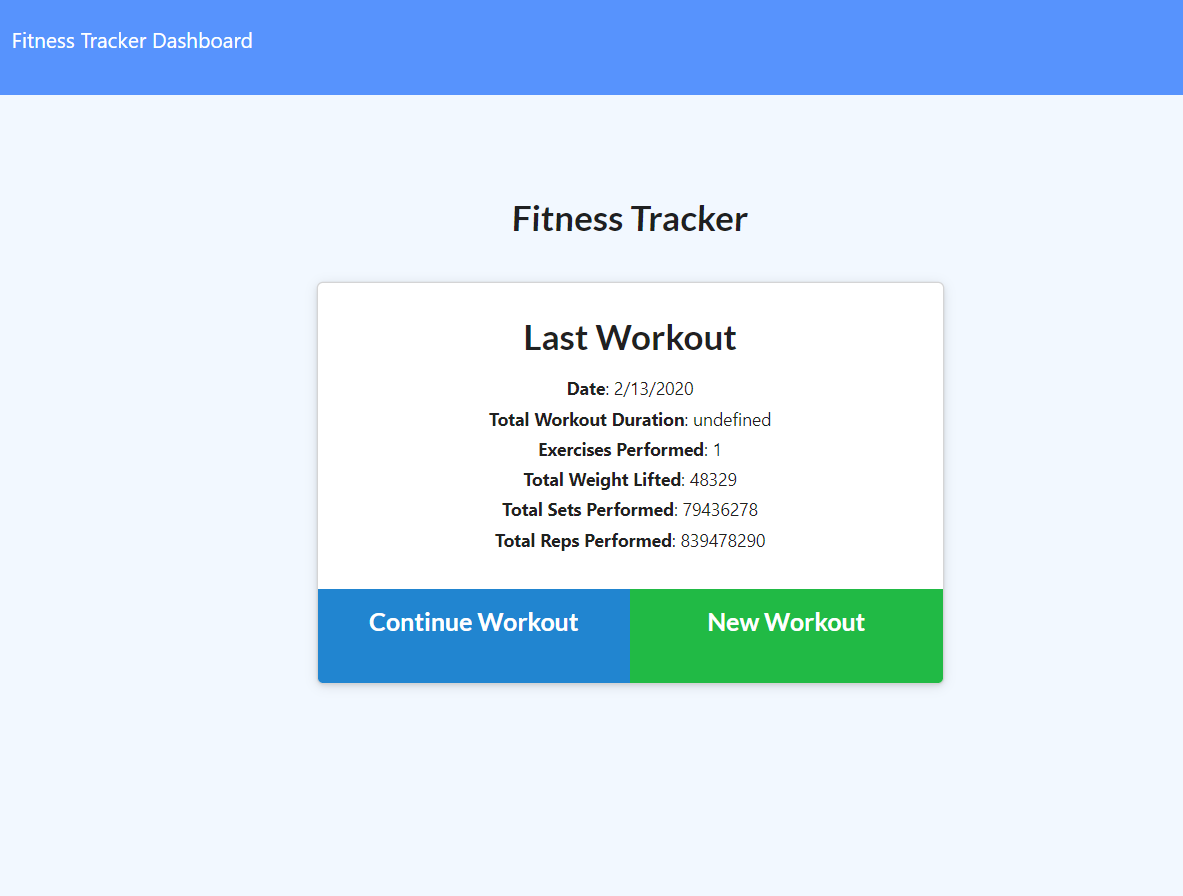 Fitness Tracker Dashboard
Fitness Tracker
Last Workout
Date: 2/13/2020
Total Workout Duration: undefined
Exercises Performed: 1
Total Weight Lifted: 48329
Total Sets Performed: 79436278
Total Reps Performed: 839478290
Continue Workout
New Workout